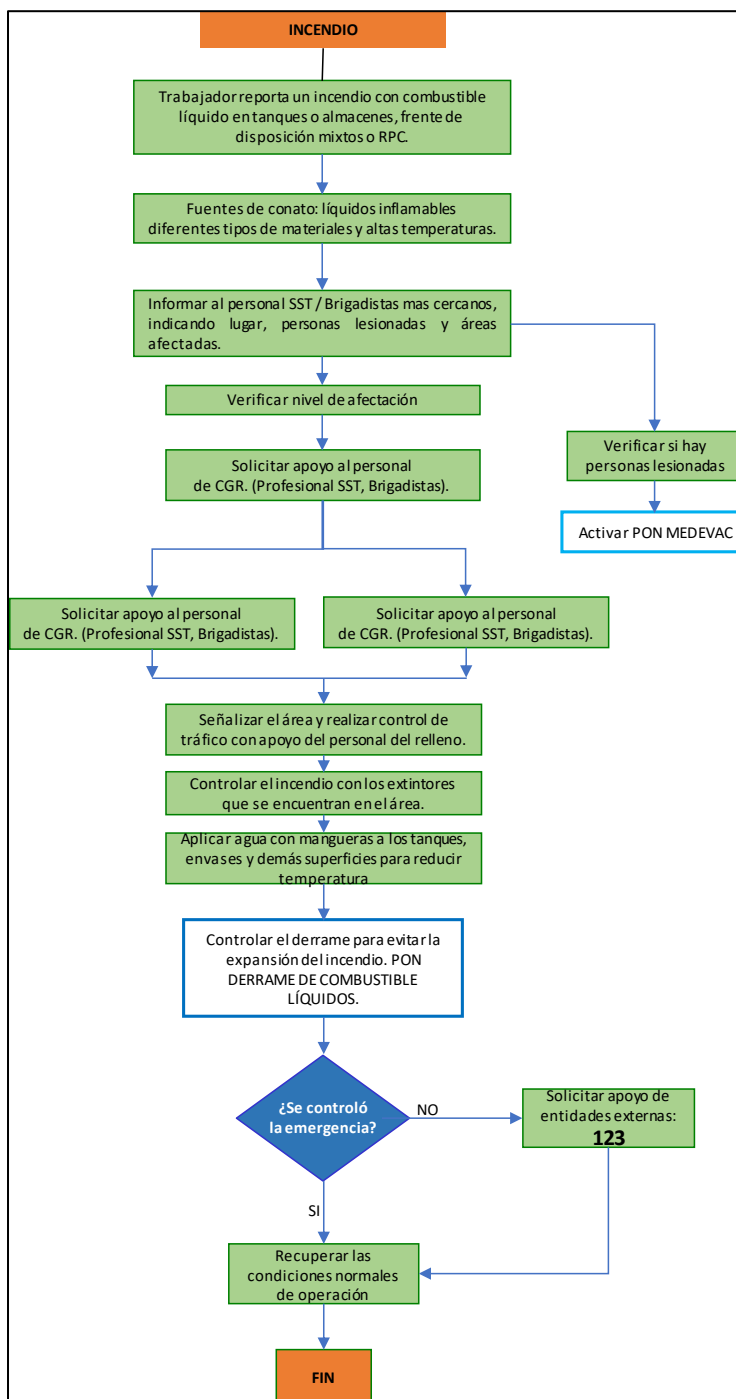 INCENDIO
Trabajador reporta un incendio con combustible
líquido en tanques o almacenes, frente de
disposición mixtos o RPC.
Fuentes de conato: líquidos inflamables
diferentes tipos de materiales y altas temperaturas.
Informar al personal SST / Brigadistas mas cercanos,
indicando lugar, personas lesionadas y áreas
afectadas.
Verificar nivel de afectación
Verificar si hay
personas lesionadas
Solicitar apoyo al personal
de CGR. (Profesional SST, Brigadistas).
Activar PON MEDEVAC
Solicitar apoyo al personal
de CGR. (Profesional SST, Brigadistas).
Solicitar apoyo al personal
de CGR. (Profesional SST, Brigadistas).
Señalizar el área y realizar control de
tráfico con apoyo del personal del relleno.
Controlar el incendio con los extintores
que se encuentran en el área.
Aplicar agua con mangueras a los tanques,
envases y demás superficies para reducir
temperatura
Controlar el derrame para evitar la
expansión del incendio. PON
DERRAME DE COMBUSTIBLE
LÍQUIDOS.
¿Se controló
la emergencia?
NO
Solicitar apoyo de
entidades externas:
123
SI
Recuperar las
condiciones normales
de operación
FIN